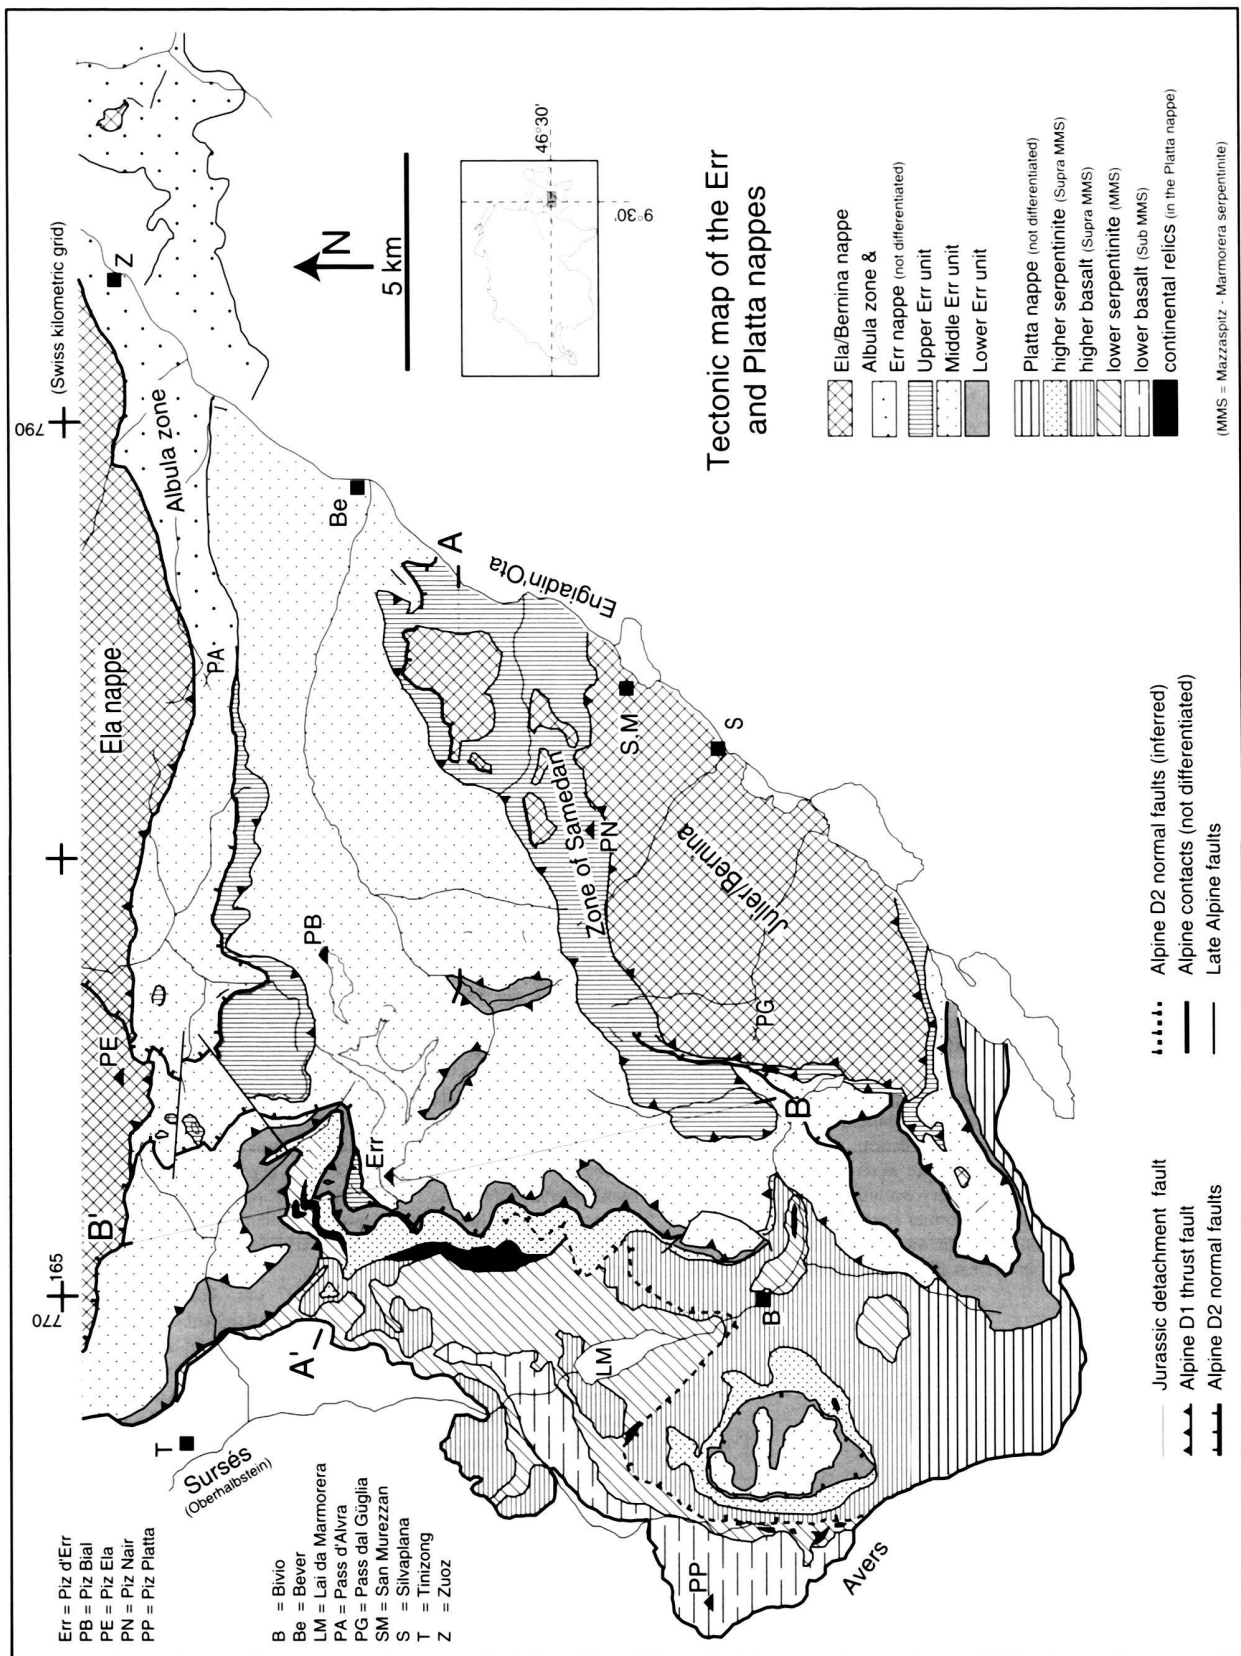 Err = Piz d'Err
PB = Piz Bial
PE = Piz Ela
PN = Piz Nair
PP = Piz Platta
B = Bivio
Be = Bever
LM = Lai da Marmorera
PA = Pass d'Alvra
PG = Pass dal Güglia
SM = San Murezzan
S = Silvaplana
T = Tinizong
Z = Zuoz
770
165
790
(Swiss kilometric grid)
B'
PE
Ela nappe
Albula zone
Z
T
Sursés
(Oberhalbstein)
A'
Err
PB
PA
Be
A
Engiadin'Ota
LM
B
B
PG
Zone of Samedan
PN
S.M
S
Julier/Bernina
PP
Avers
N
5 km
46°30'
9°30'
Tectonic map of the Err
and Platta nappes
Ela/Bernina nappe
Albula zone &
Err nappe (not differentiated)
Upper Err unit
Middle Err unit
Lower Err unit
Platta nappe (not differentiated)
higher serpentinite (Supra MMS)
higher basalt (Supra MMS)
lower serpentinite (MMS)
lower basalt (Sub MMS)
continental relics (in the Platta nappe)
(MMS = Mazzaspitz - Marmorera serpentinite)
Jurassic detachment fault
Alpine D1 thrust fault
Alpine D2 normal faults
Alpine D2 normal faults (inferred)
Alpine contacts (not differentiated)
Late Alpine faults